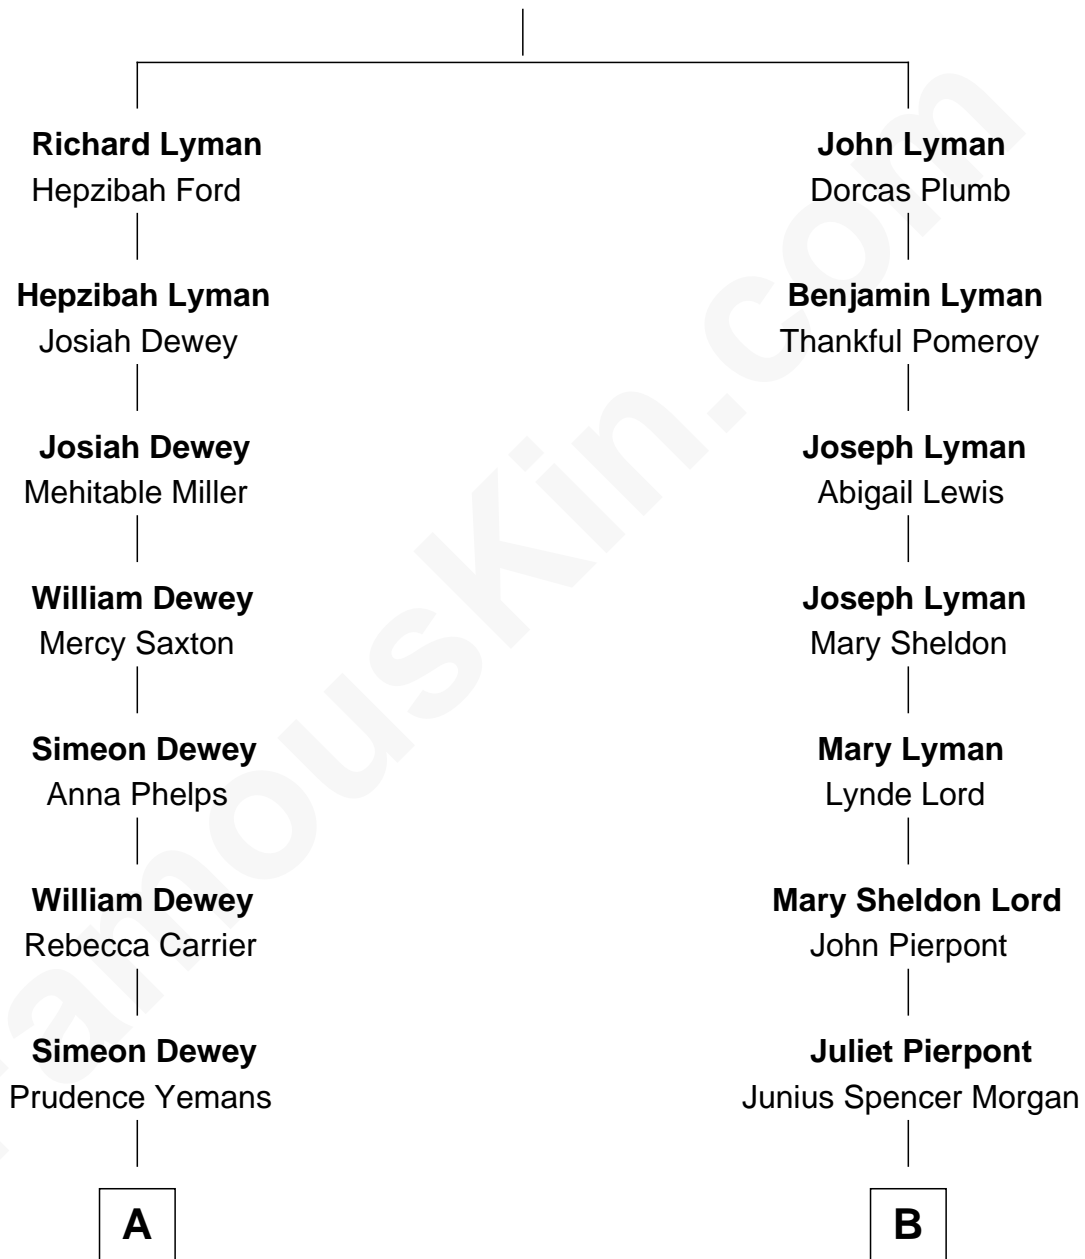 Richard Lyman
Hepzibah Ford
Hepzibah Lyman
Josiah Dewey
Josiah Dewey
Mehitable Miller
William Dewey
Mercy Saxton
Simeon Dewey
Anna Phelps
William Dewey
Rebecca Carrier
Simeon Dewey
Prudence Yemans
A
John Lyman
Dorcas Plumb
Benjamin Lyman
Thankful Pomeroy
Joseph Lyman
Abigail Lewis
Joseph Lyman
Mary Sheldon
Mary Lyman
Lynde Lord
Mary Sheldon Lord
John Pierpont
Juliet Pierpont
Junius Spencer Morgan
B
FamousKin.com